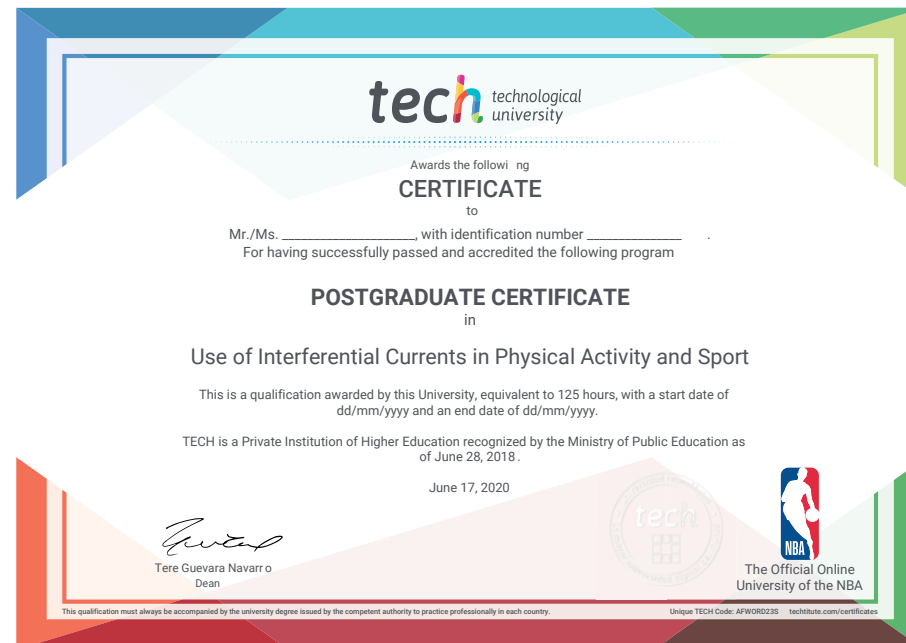 tech technological
university
Awards the followi ng
CERTIFICATE
to
Mr./Ms. _____________________, with identification number _______________ .
For having successfully passed and accredited the following program
POSTGRADUATE CERTIFICATE
in
Use of Interferential Currents in Physical Activity and Sport
This is a qualification awarded by this University, equivalent to 125 hours, with a start date of
dd/mm/yyyy and an end date of dd/mm/yyyy.
TECH is a Private Institution of Higher Education recognized by the Ministry of Public Education as
of June 28, 2018 .
June 17, 2020
tech
NBA
Tere Guevara Navarr o
Dean
The Official Online
University of the NBA
This qualification must always be accompanied by the university degree issued by the competent authority to practice professionally in each country.
Unique TECH Code: AFWORD23S techtitute.com/certificates